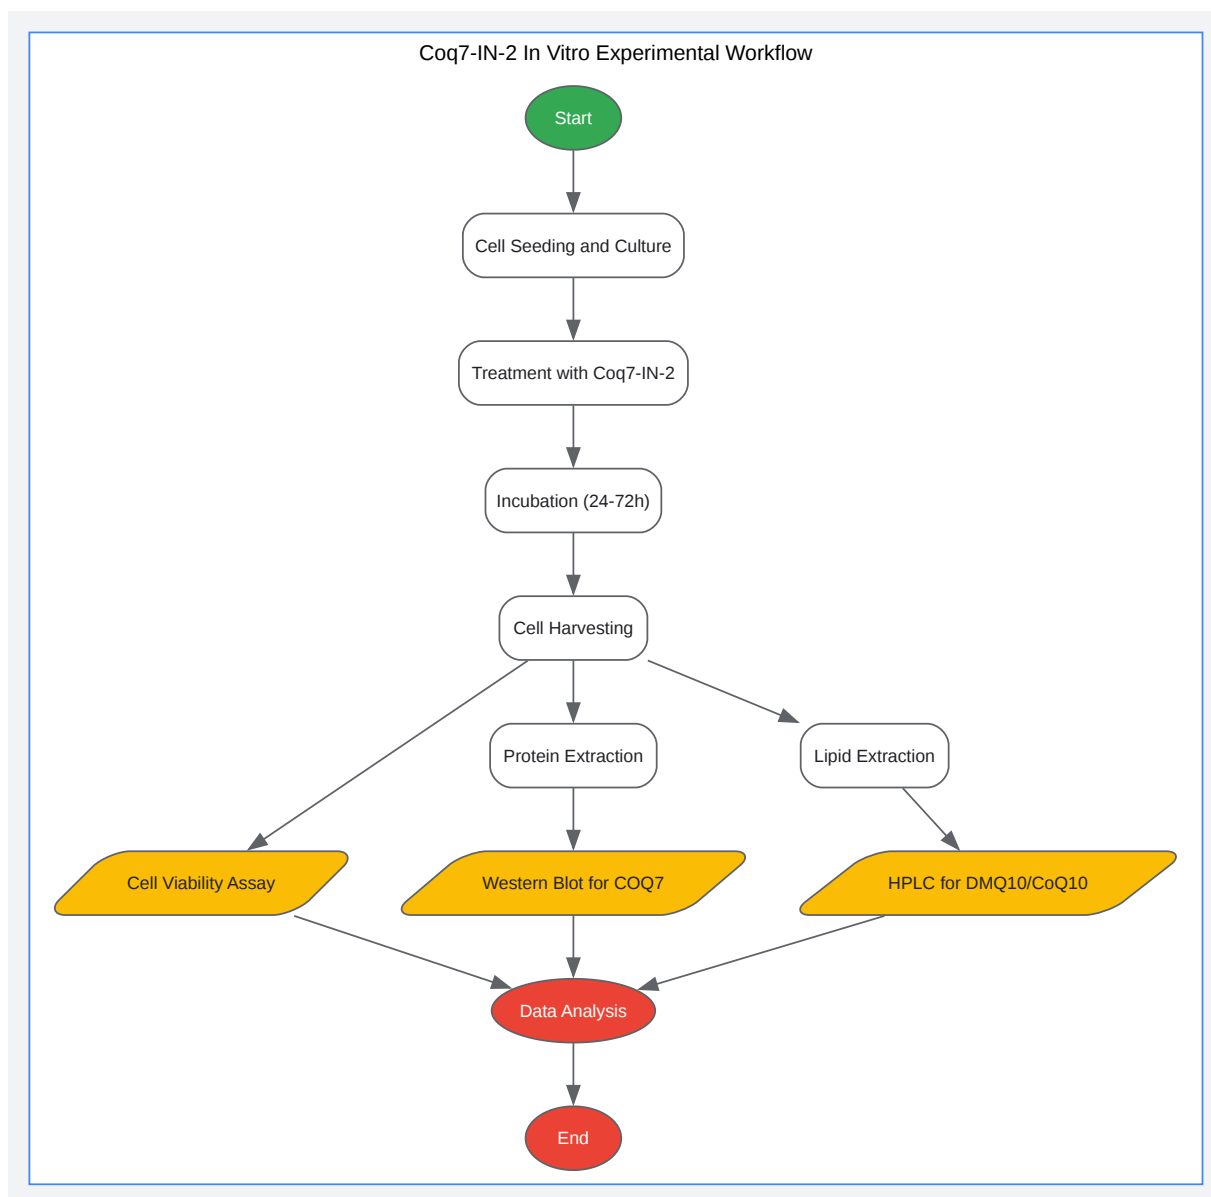 Coq7-IN-2 In Vitro Experimental Workflow
Start
Cell Seeding and Culture
Treatment with Coq7-IN-2
Incubation (24-72h)
Cell Harvesting
Protein Extraction
Lipid Extraction
Cell Viability Assay
Western Blot for COQ7
HPLC for DMQ10/CoQ10
Data Analysis
End